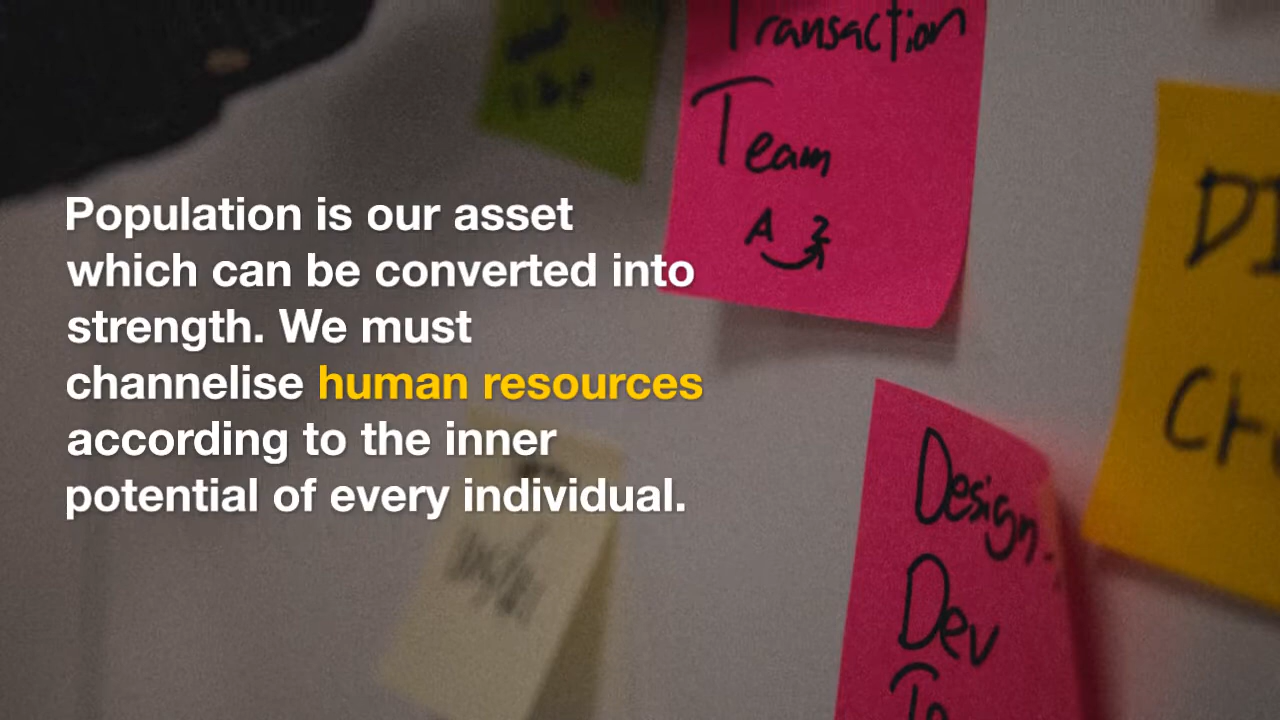 Population is our asset
which can be converted into
strength. We must
channelise human resources
according to the inner
potential of every individual.
Transaction
Team
Design.
Dev